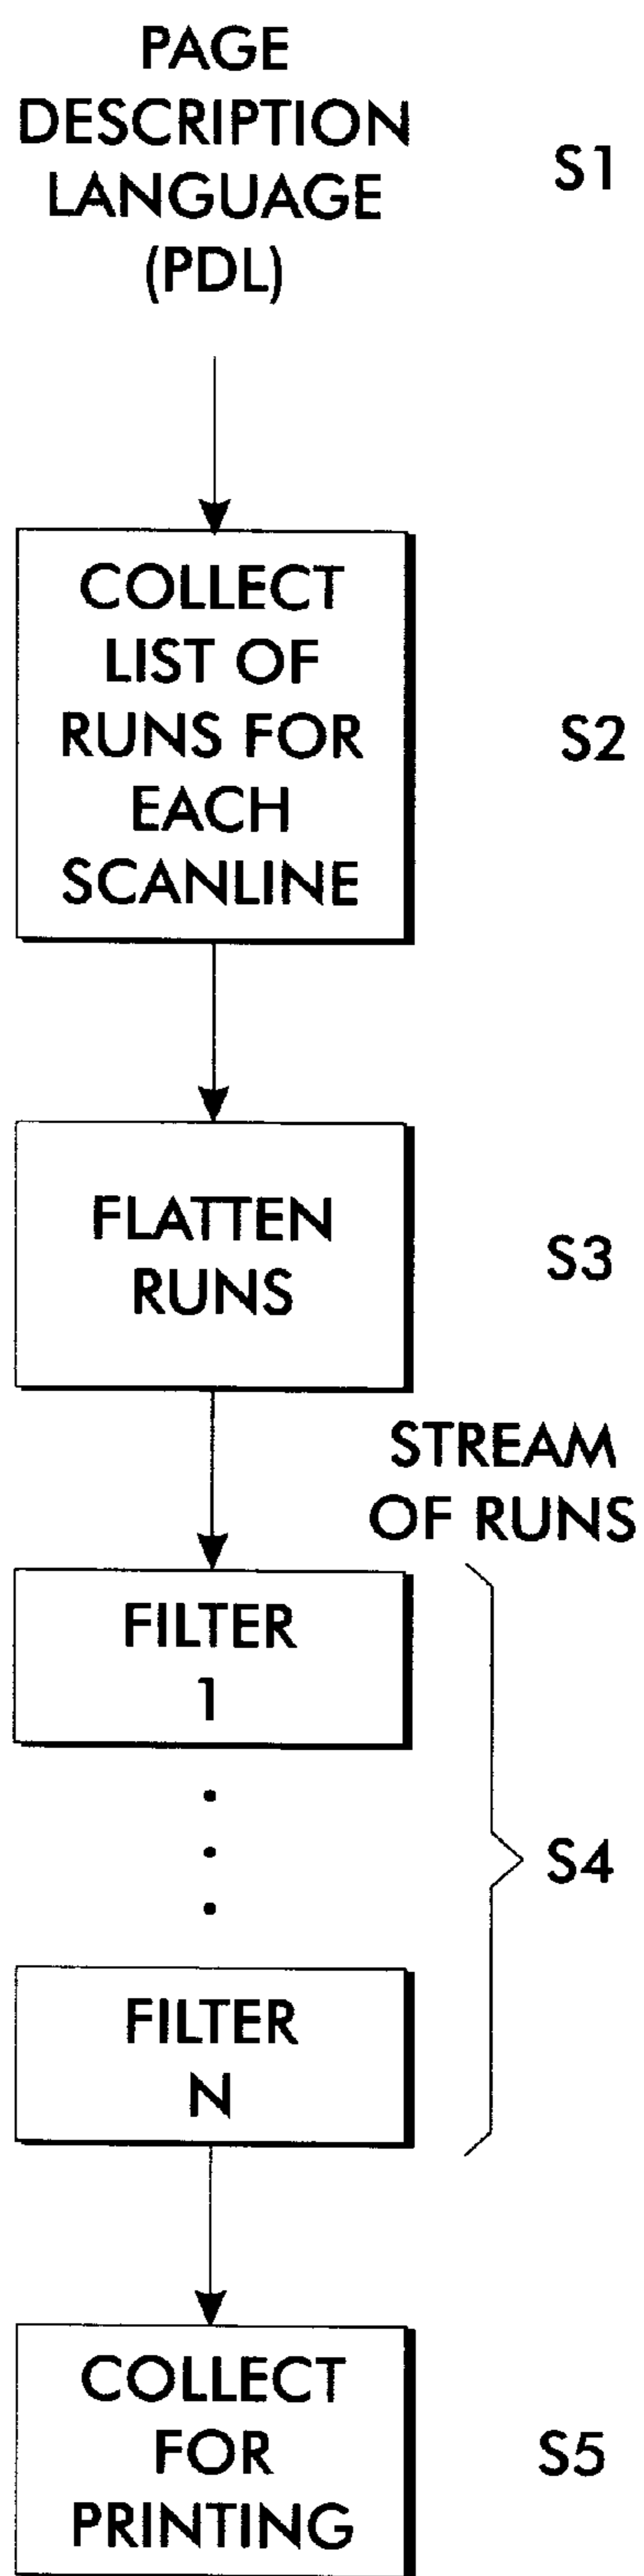 PAGE
DESCRIPTION
LANGUAGE
(PDL)
S1
COLLECT
LIST OF
RUNS FOR
EACH
SCANLINE
S2
FLATTEN
RUNS
S3
STREAM
OF RUNS
FILTER
1
FILTER
N
S4
COLLECT
FOR
PRINTING
S5